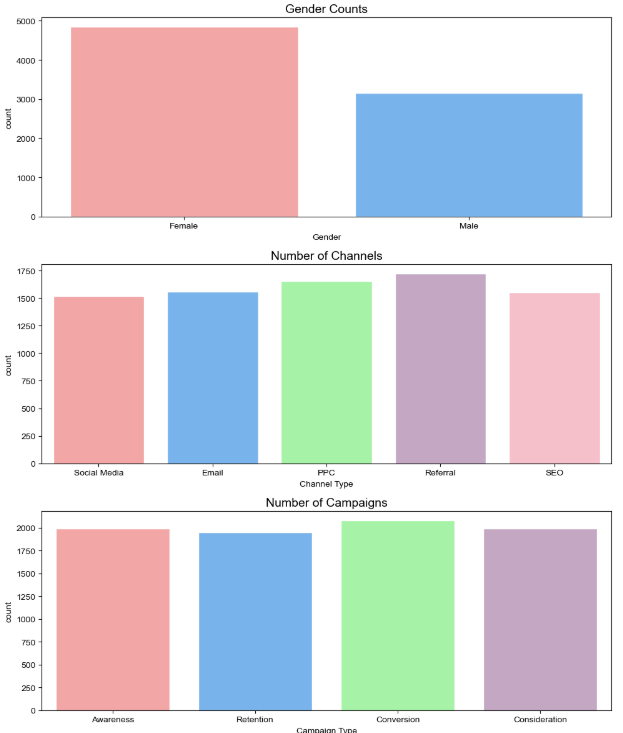 Gender Counts
5000
4000
3000
2000
1000
0
count
Female Male
Gender
Number of Channels
1750
1500
1250
1000
750
500
250
0
count
Social Media Email PPC Referral SEO
Channel Type
Number of Campaigns
2000
1750
1500
1250
1000
750
500
250
0
count
Awareness Retention Conversion Consideration
Campaign Type